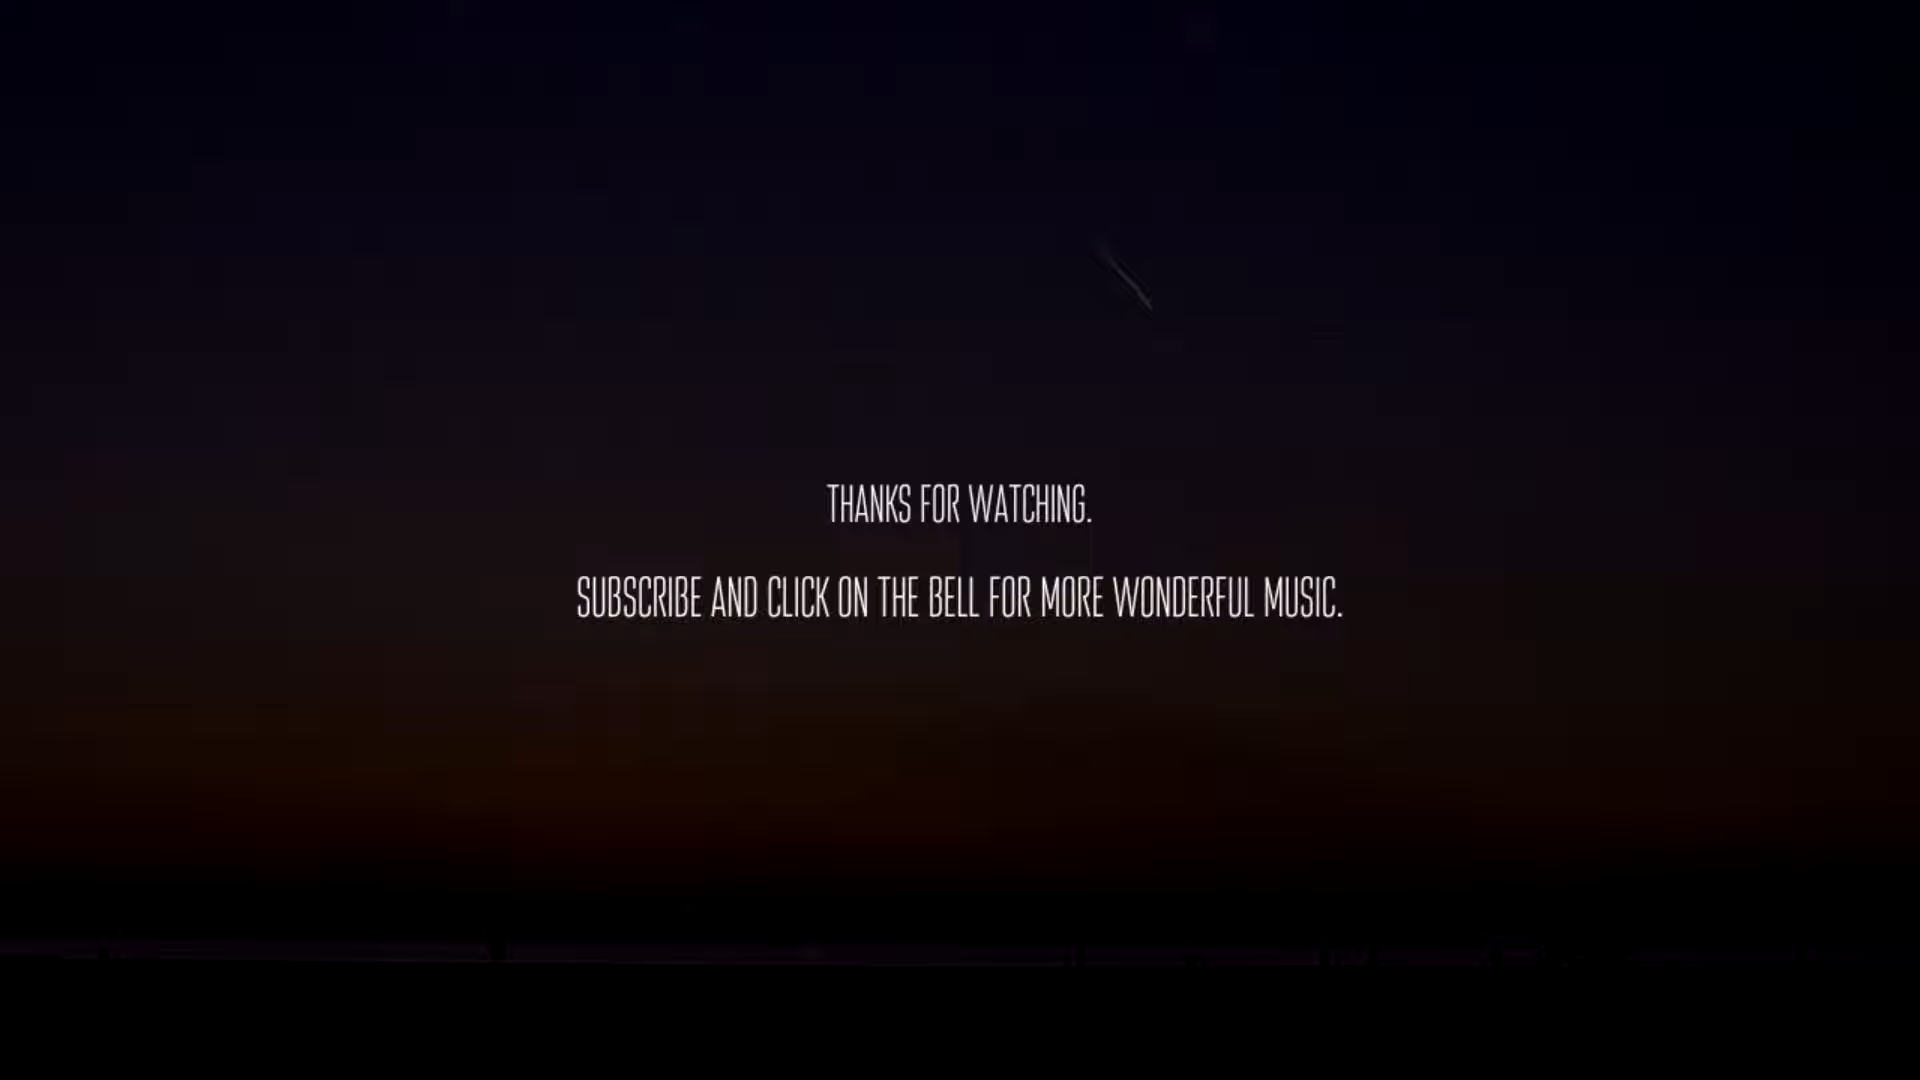 THANKS FOR WATCHING.
SUBSCRIBE AND CLICK ON THE BELL FOR MORE WONDERFUL MUSIC.